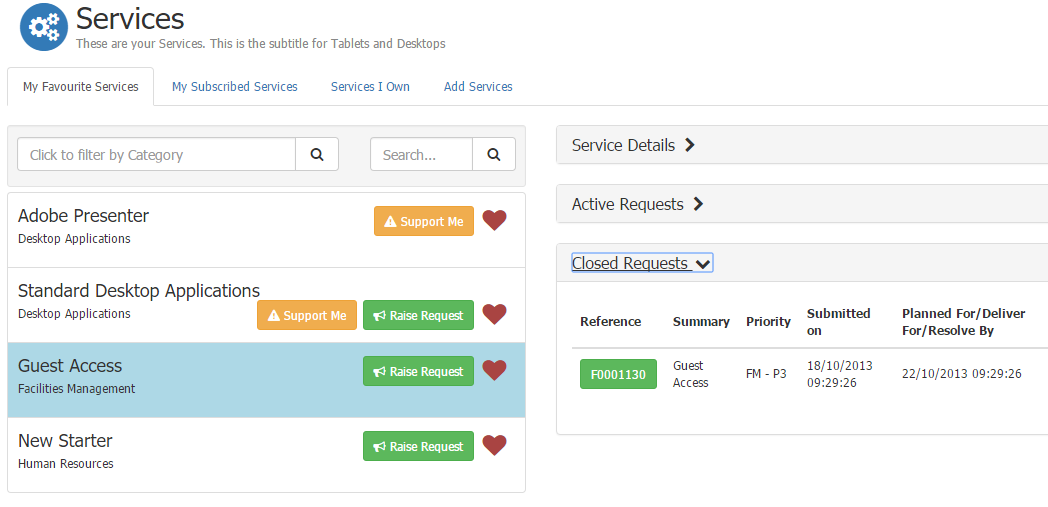 Services
These are your Services. This is the subtitle for Tablets and Desktops
My Favourite Services
My Subscribed Services
Services I Own
Add Services
Click to filter by Category
Search...
Adobe Presenter
Desktop Applications
Support Me
Standard Desktop Applications
Desktop Applications
Support Me
Raise Request
Guest Access
Facilities Management
Raise Request
New Starter
Human Resources
Raise Request
Service Details
Active Requests
Closed Requests
Reference
Summary
Priority
Submitted
on
Planned For/Deliver
For/Resolve By
F0001130
Guest
Access
FM - P3
18/10/2013
09:29:26
22/10/2013 09:29:26